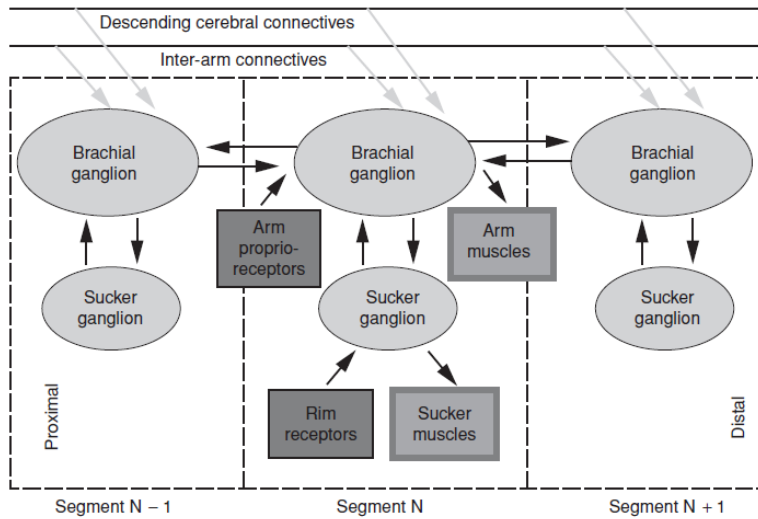 Descending cerebral connectives
Inter-arm connectives
Brachial
ganglion
Brachial
ganglion
Brachial
ganglion
Arm
proprio-
receptors
Arm
muscles
Sucker
ganglion
Sucker
ganglion
Sucker
ganglion
Proximal
Rim
receptors
Sucker
muscles
Distal
Segment N – 1
Segment N
Segment N + 1